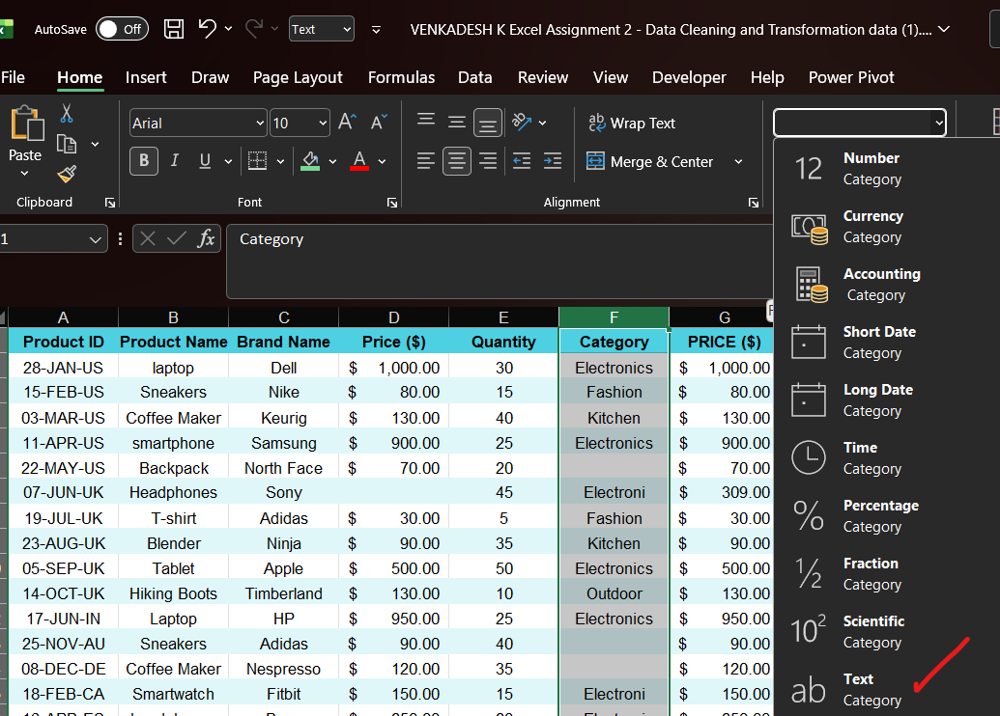 AutoSave Off Text VENKADESH K Excel Assignment 2 - Data Cleaning and Transformation data (1)....
File Home Insert Draw Page Layout Formulas Data Review View Developer Help Power Pivot
Paste
Clipboard
Arial 10
B I U A
Font
ab Wrap Text
Merge & Center
Alignment
1 fx Category
12 Number
Category
Currency
Category
Accounting
Category
Short Date
Category
Long Date
Category
Time
Category
% Percentage
Category
1/2 Fraction
Category
10² Scientific
Category
ab Text
Category
A B C D E F G
Product ID Product Name Brand Name Price ($) Quantity Category PRICE ($)
28-JAN-US laptop Dell $ 1,000.00 30 Electronics $ 1,000.00
15-FEB-US Sneakers Nike $ 80.00 15 Fashion $ 80.00
03-MAR-US Coffee Maker Keurig $ 130.00 40 Kitchen $ 130.00
11-APR-US smartphone Samsung $ 900.00 25 Electronics $ 900.00
22-MAY-US Backpack North Face $ 70.00 20 $ 70.00
07-JUN-UK Headphones Sony 45 Electroni $ 309.00
19-JUL-UK T-shirt Adidas $ 30.00 5 Fashion $ 30.00
23-AUG-UK Blender Ninja $ 90.00 35 Kitchen $ 90.00
05-SEP-UK Tablet Apple $ 500.00 50 Electronics $ 500.00
14-OCT-UK Hiking Boots Timberland $ 130.00 10 Outdoor $ 130.00
17-JUN-IN Laptop HP $ 950.00 25 Electronics $ 950.00
25-NOV-AU Sneakers Adidas $ 90.00 40 $ 90.00
08-DEC-DE Coffee Maker Nespresso $ 120.00 35 $ 120.00
18-FEB-CA Smartwatch Fitbit $ 150.00 15 Electroni $ 150.00